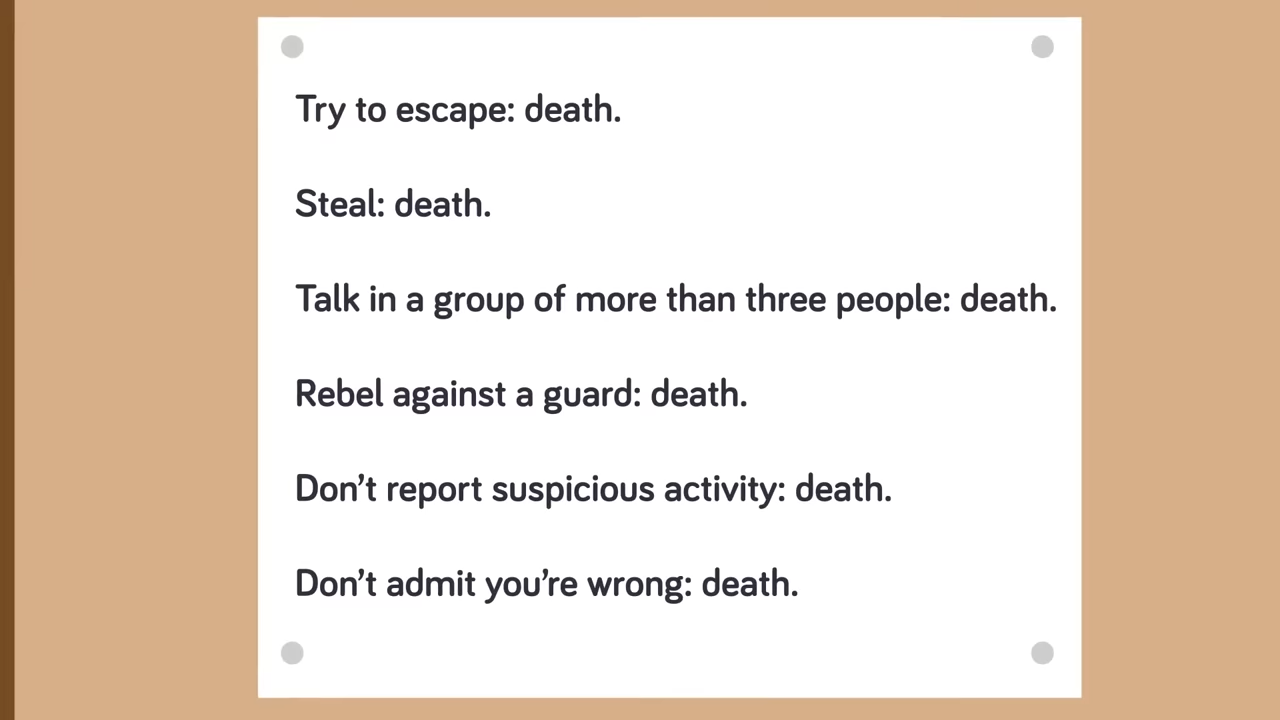 Try to escape: death.
Steal: death.
Talk in a group of more than three people: death.
Rebel against a guard: death.
Don’t report suspicious activity: death.
Don’t admit you’re wrong: death.